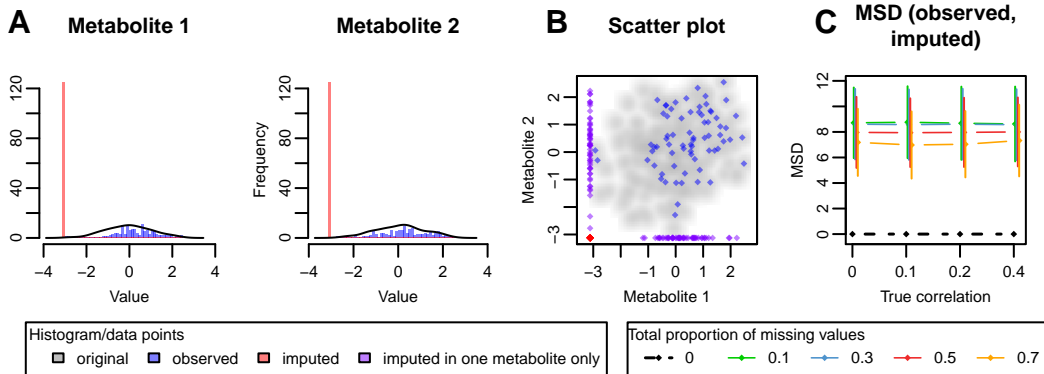 A
Metabolite 1
Metabolite 2
B
Scatter plot
C
MSD (observed,
imputed)
120
80
40
0
−4
−2
0
2
4
Value
Frequency
120
80
40
0
−4
−2
0
2
4
Value
Metabolite 2
2
1
0
−3
−3
−1
0
1
2
Metabolite 1
MSD
12
8
6
4
2
0
0
0.1
0.2
0.4
True correlation
Histogram/data points
original
observed
imputed
imputed in one metabolite only
Total proportion of missing values
0
0.1
0.3
0.5
0.7